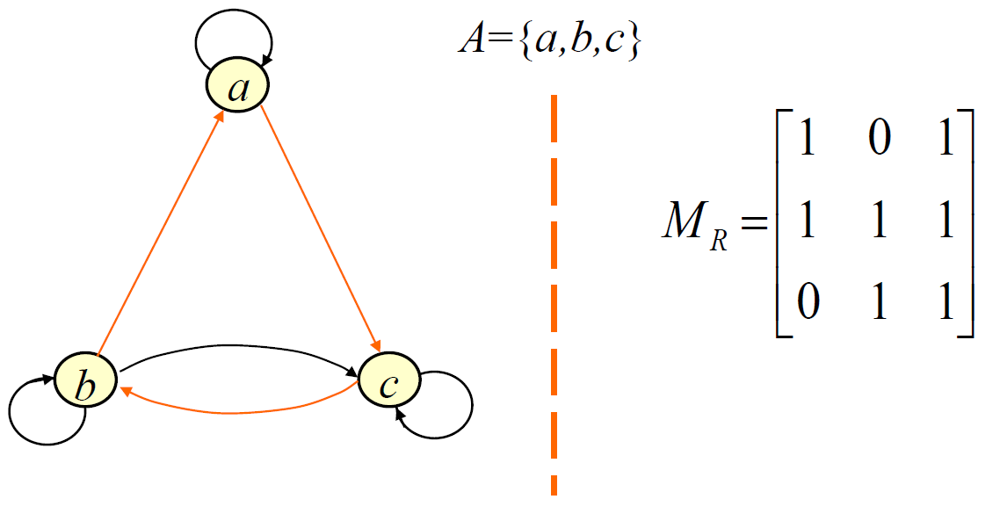 a
b
c
A={a,b,c}
M_R = [1 0 1
1 1 1
0 1 1]